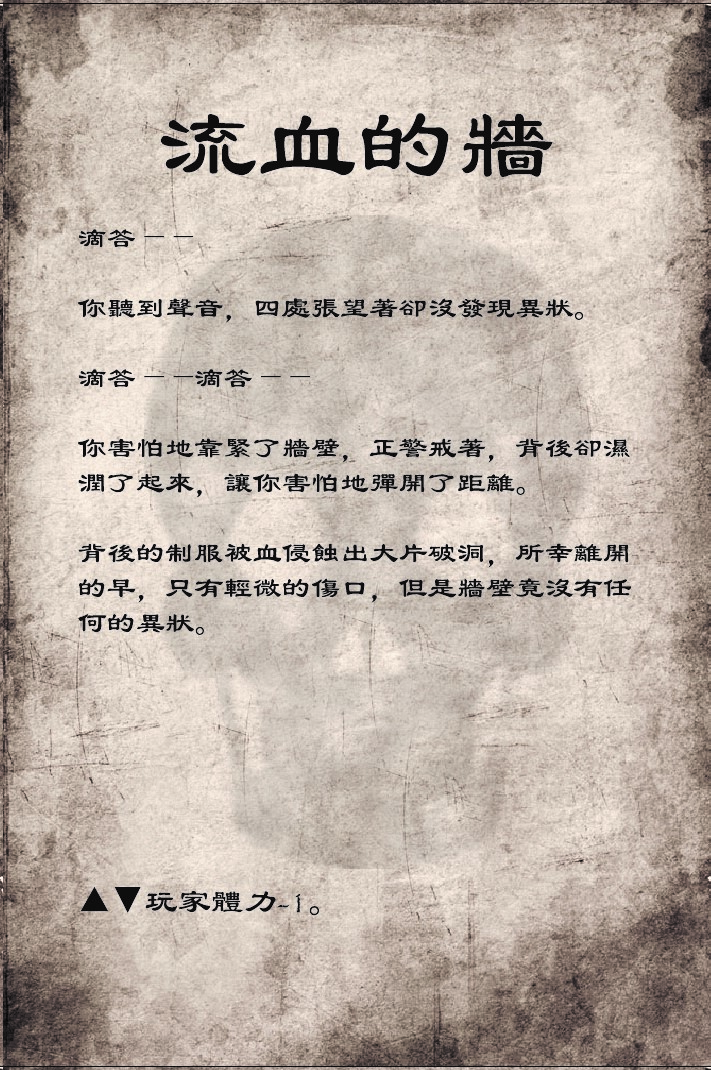 流血的牆
滴答——
你聽到聲音，四處張望著卻沒發現異狀。
滴答——滴答——
你害怕地靠緊了牆壁，正警戒著，背後卻濕
潤了起來，讓你害怕地彈開了距離。
背後的制服被血侵蝕出大片破洞，所幸離開
的早，只有輕微的傷口，但是牆壁竟沒有任
何的異狀。
▲▼玩家體力-1。